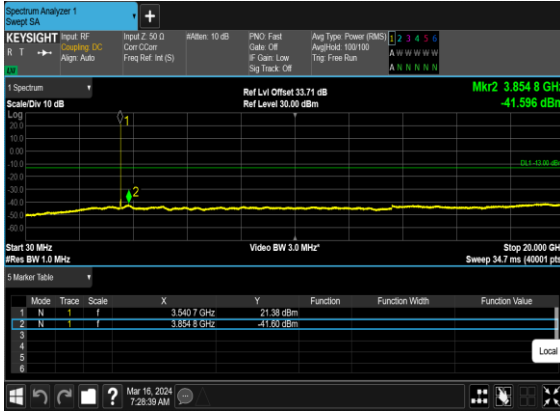 Spectrum Analyzer 1
Swept SA
+
KEYSIGHT
R T
Input: RF
Coupling: DC
Align: Auto
Input Z: 50 Ω
Corr CCorr
Freq Ref: Int (S)
#Atten: 10 dB
PNO: Fast
Gate: Off
IF Gain: Low
Sig Track: Off
Avg Type: Power (RMS)
Avg|Hold: 100/100
Trig: Free Run
1 2 3 4 5 6
A W W W W W
A N N N N N
1 Spectrum
Scale/Div 10 dB
Ref Lvl Offset 33.71 dB
Ref Level 30.00 dBm
Mkr2 3.854 8 GHz
-41.596 dBm
Log
20.0
10.0
0.00
-10.0
-20.0
-30.0
-40.0
-50.0
-60.0
1
2
DL1 -13.00 dBm
Start 30 MHz
#Res BW 1.0 MHz
Video BW 3.0 MHz*
Stop 20.000 GH
Sweep 34.7 ms (40001 pts
5 Marker Table
Mode Trace Scale X Y Function Function Width Function Value
1 N 1 f 3.540 7 GHz 21.38 dBm
2 N 1 f 3.854 8 GHz -41.60 dBm
3
4
5
6
Local
?
Mar 16, 2024
7:28:39 AM